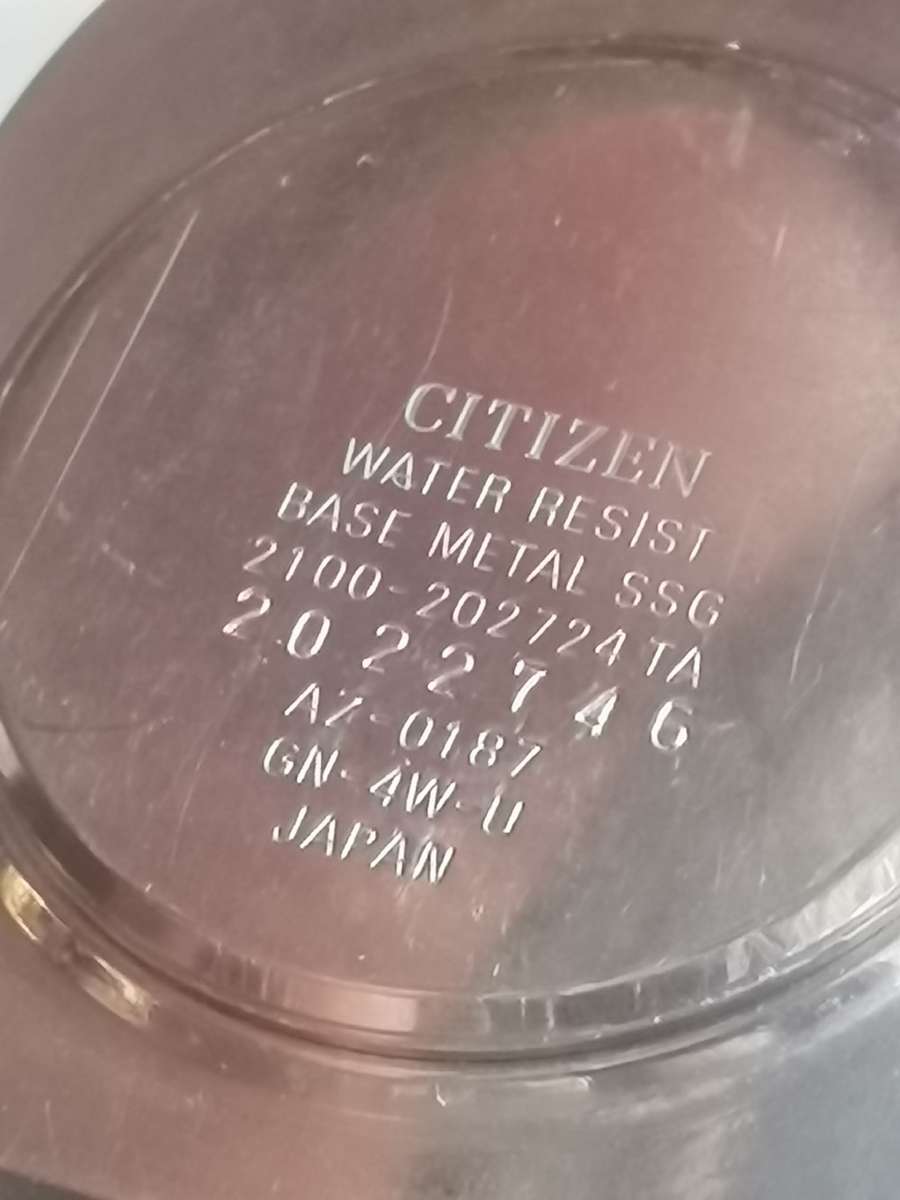 CITIZEN
WATER RESIST
BASE METAL SSG
2100-202724 TA
2022746
AZ-0187
GN-4W-U
JAPAN